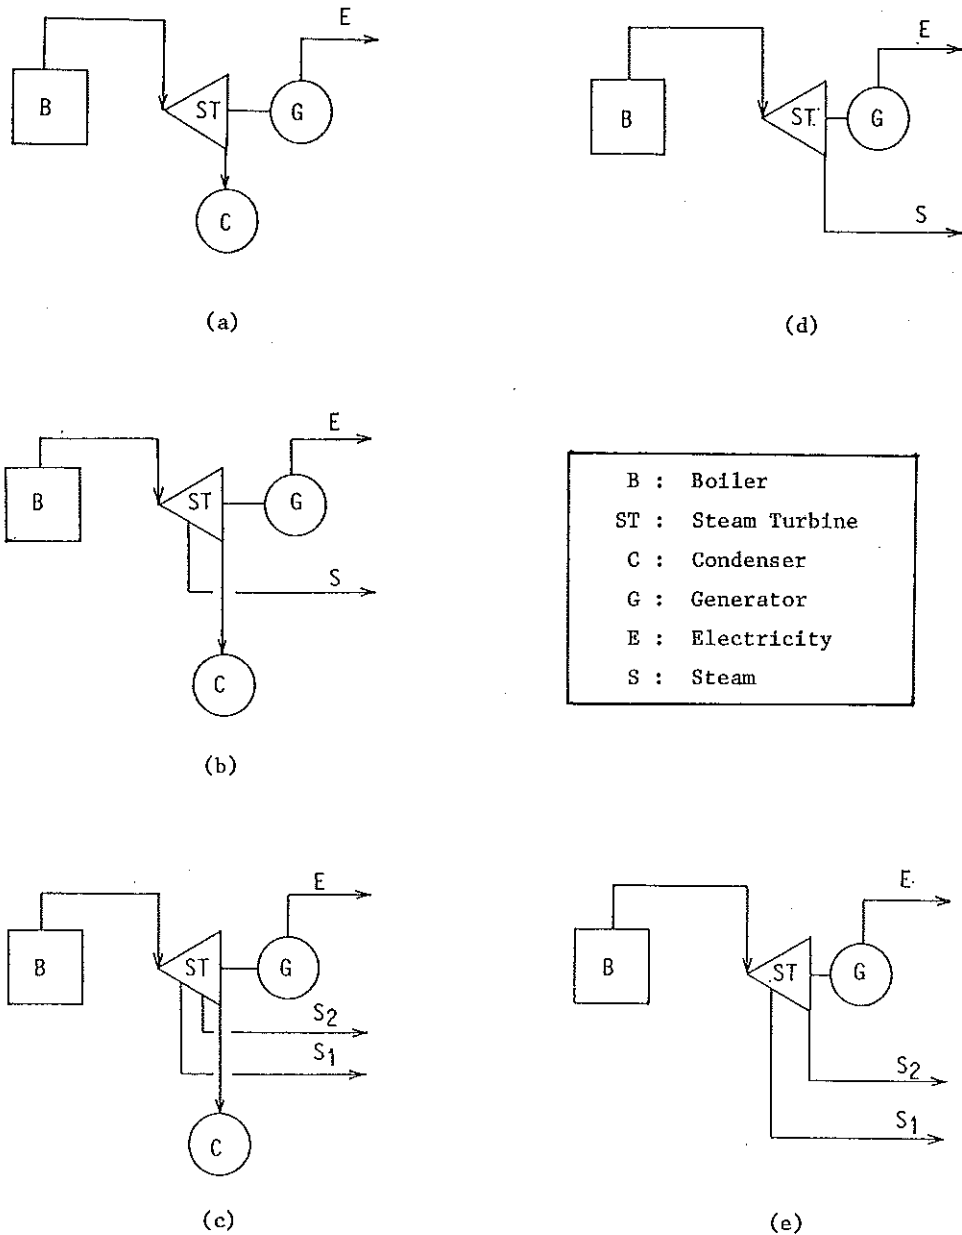 E
B
ST
G
C
(a)
E
B
ST
G
S
(d)
E
B
ST
G
S
C
(b)
B : Boiler
ST : Steam Turbine
C : Condenser
G : Generator
E : Electricity
S : Steam
E
B
ST
G
S2
S1
C
(c)
E
B
ST
G
S2
S1
(e)